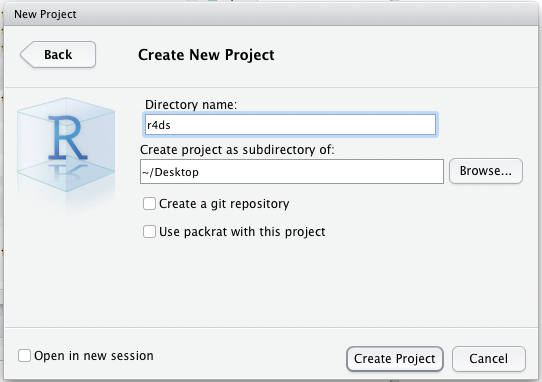 New Project
Back
Create New Project
R
Directory name:
r4ds
Create project as subdirectory of:
~/Desktop
Browse...
Create a git repository
Use packrat with this project
Open in new session
Create Project
Cancel